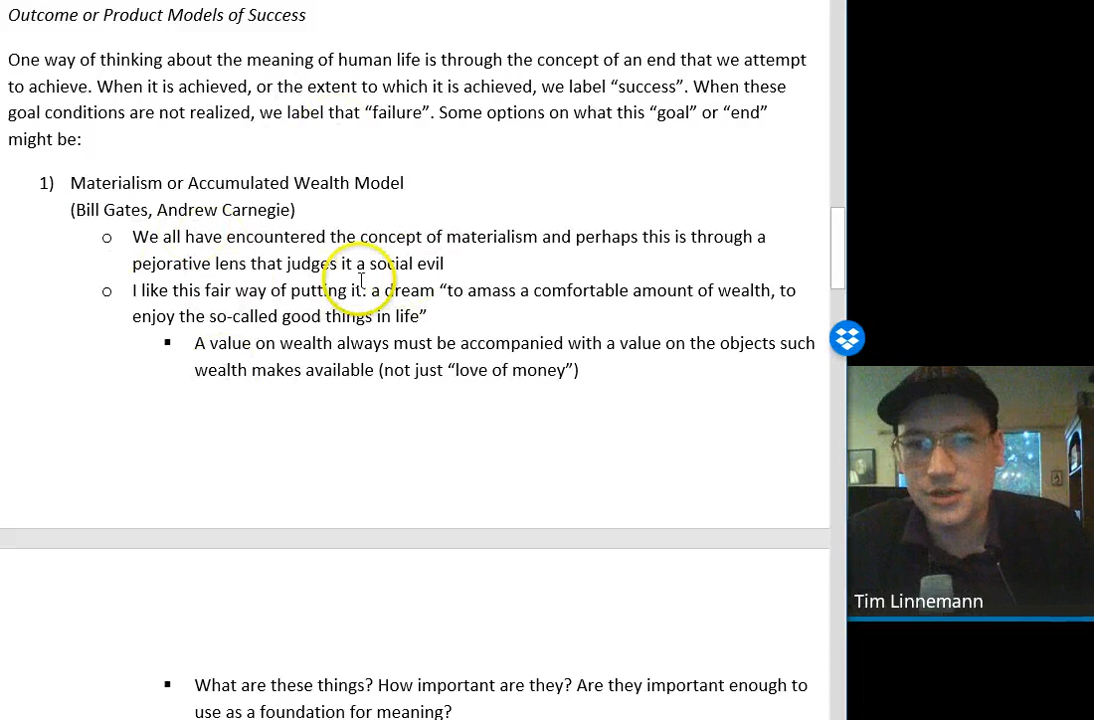 Outcome or Product Models of Success
One way of thinking about the meaning of human life is through the concept of an end that we attempt
to achieve. When it is achieved, or the extent to which it is achieved, we label “success”. When these
goal conditions are not realized, we label that “failure”. Some options on what this “goal” or “end”
might be:
1) Materialism or Accumulated Wealth Model
(Bill Gates, Andrew Carnegie)
o We all have encountered the concept of materialism and perhaps this is through a
pejorative lens that judges it a social evil
o I like this fair way of putting it: a dream “to amass a comfortable amount of wealth, to
enjoy the so-called good things in life”
▪ A value on wealth always must be accompanied with a value on the objects such
wealth makes available (not just “love of money”)
Tim Linnemann
▪ What are these things? How important are they? Are they important enough to
use as a foundation for meaning?